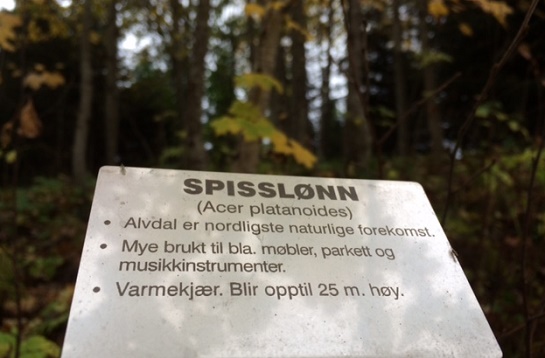 SPISSLØNN
(Acer platanoides)
• Alvdal er nordligste naturlige forekomst.
• Mye brukt til bla. møbler, parkett og
musikkinstrumenter.
• Varmekjær. Blir opptil 25 m. høy.